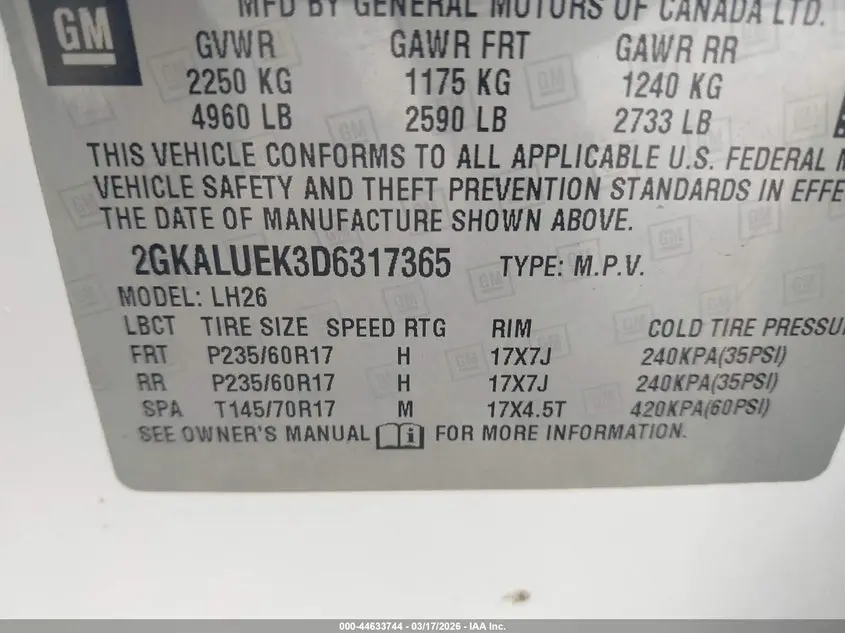 MFD BY GENERAL MOTORS OF CANADA LTD.
GM
GVWR GAWR FRT GAWR RR
2250 KG 1175 KG 1240 KG
4960 LB 2590 LB 2733 LB
THIS VEHICLE CONFORMS TO ALL APPLICABLE U.S. FEDERAL
VEHICLE SAFETY AND THEFT PREVENTION STANDARDS IN EFFE
THE DATE OF MANUFACTURE SHOWN ABOVE.
2GKALUEK3D6317365 TYPE: M.P.V.
MODEL: LH26
LBCT TIRE SIZE SPEED RTG RIM COLD TIRE PRESSU
FRT P235/60R17 H 17X7J 240KPA(35PSI)
RR P235/60R17 H 17X7J 240KPA(35PSI)
SPA T145/70R17 M 17X4.5T 420KPA(60PSI)
SEE OWNER'S MANUAL i FOR MORE INFORMATION.
000-44633744 | 03/17/2026 | IAA Inc.